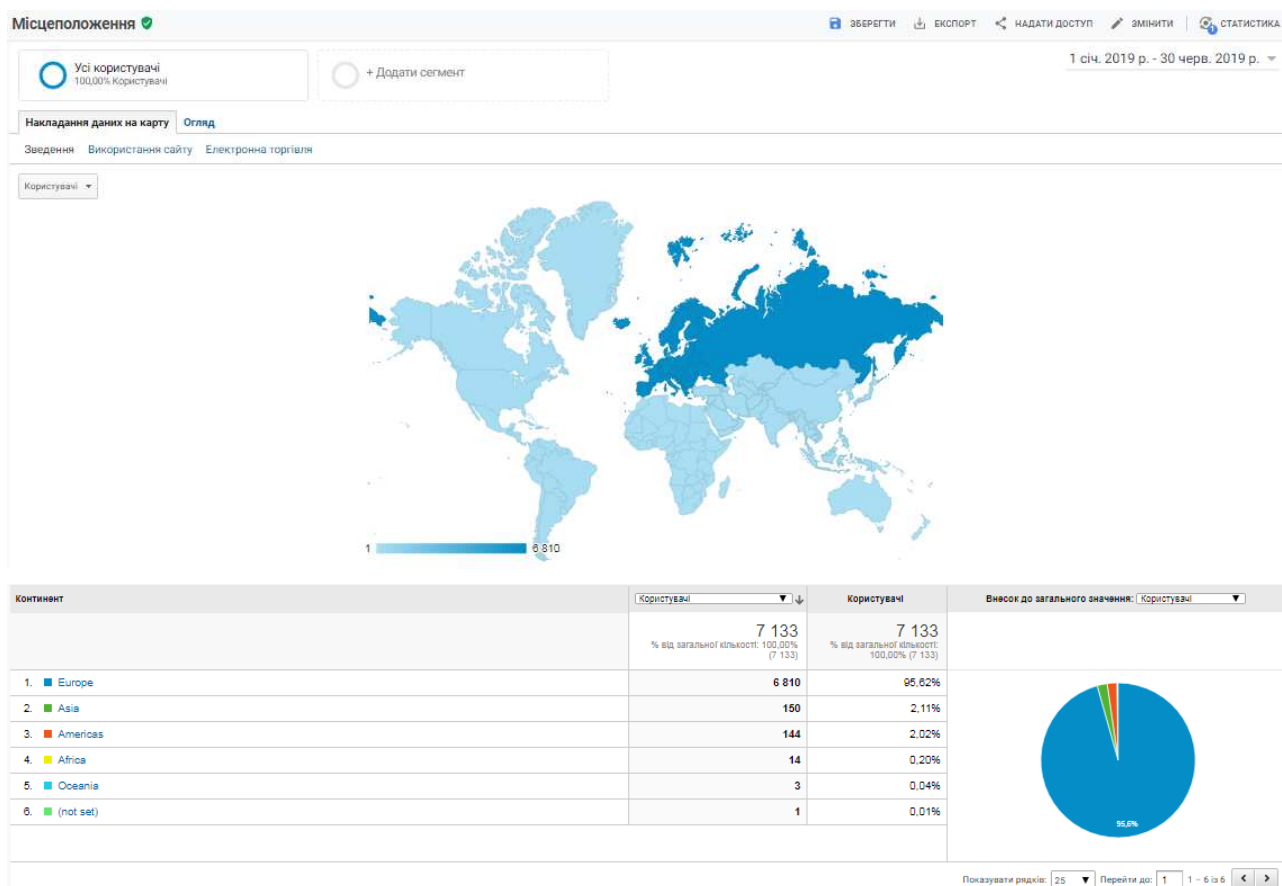 Місцеположення
ЗБЕРЕГТИ ЕКСПОРТ НАДАТИ ДОСТУП ЗМІНИТИ СТАТИСТИКА
1
Усі користувачі
100,00% Користувачі
+ Додати сегмент
1 січ. 2019 р. - 30 черв. 2019 р.
Накладання даних на карту Огляд
Зведення Використання сайту Електронна торгівля
Користувачі
1 6 810
Континент Користувачі Користувачі Внесок до загального значення: Користувачі
7 133 7 133
% від загальної кількості: 100,00% (7 133) % від загальної кількості: 100,00% (7 133)
1. Europe 6 810 95,62%
2. Asia 150 2,11%
3. Americas 144 2,02%
4. Africa 14 0,20%
5. Oceania 3 0,04%
6. (not set) 1 0,01%
95,6%
Показувати рядків: 25 Перейти до: 1 1 – 6 із 6